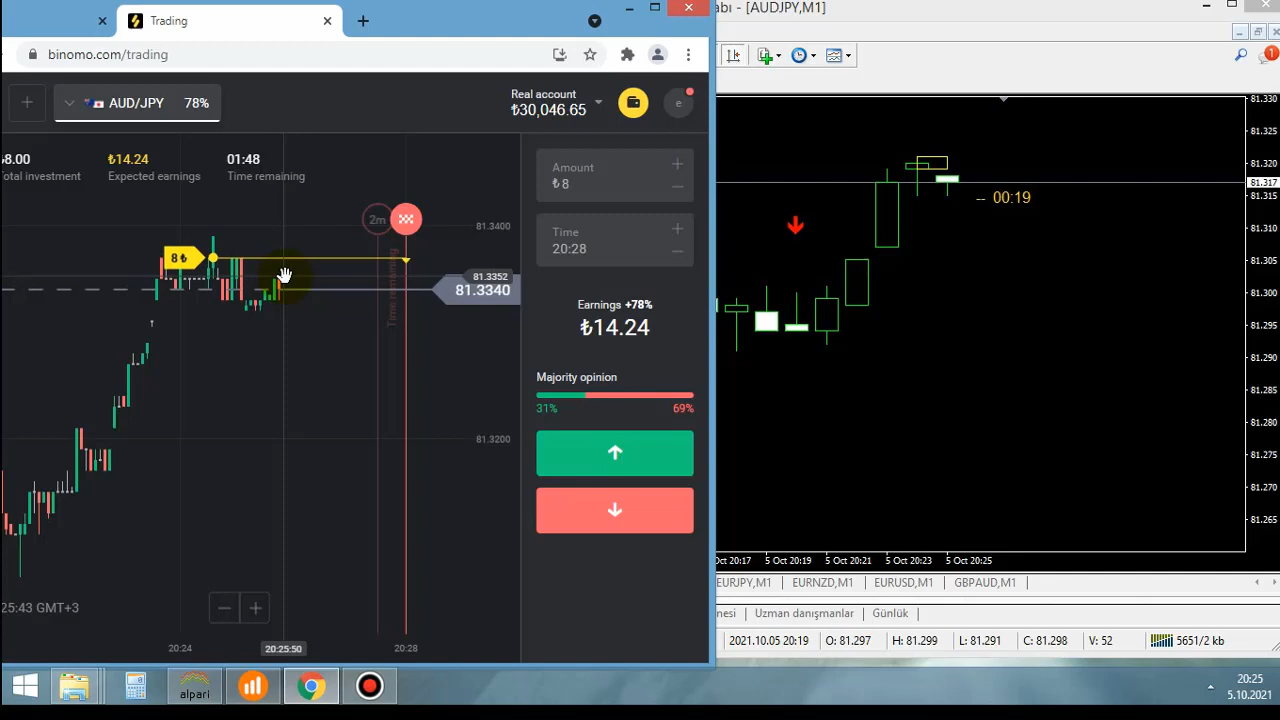 Trading
abı - [AUDJPY,M1]
binomo.com/trading
AUD/JPY 78%
Real account
₺30,046.65
e
1
₺8.00
Total investment
₺14.24
Expected earnings
01:48
Time remaining
Amount
₺8
Time
20:28
Earnings +78%
₺14.24
Majority opinion
31% 69%
2m
Time remaining
8 ₺
81.3400
81.3352
81.3340
81.3200
25:43 GMT+3
20:24
20:25:50
20:28
-- 00:19
81.330
81.325
81.320
81.317
81.310
81.305
81.300
81.295
81.290
81.285
81.280
81.275
81.270
81.265
Oct 20:17 5 Oct 20:19 5 Oct 20:21 5 Oct 20:23 5 Oct 20:25
EURJPY,M1 EURNZD,M1 EURUSD,M1 GBPAUD,M1
nesi Uzman danışmanlar Günlük
2021.10.05 20:19 O: 81.297 H: 81.299 L: 81.291 C: 81.298 V: 52 5651/2 kb
alpari
20:25
5.10.2021